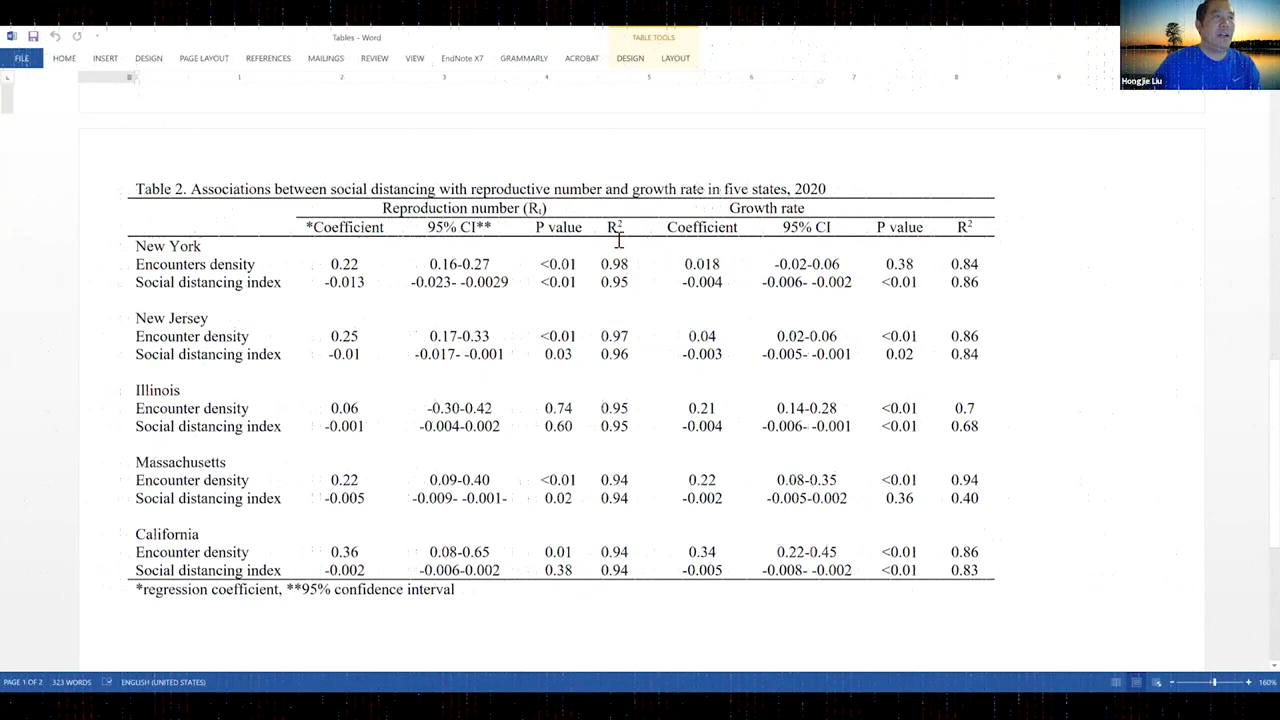 Tables - Word
TABLE TOOLS
FILE HOME INSERT DESIGN PAGE LAYOUT REFERENCES MAILINGS REVIEW VIEW EndNote X7 GRAMMARLY ACROBAT DESIGN LAYOUT
Hongjie Liu
1 2 3 4 5 6 7 8 9
Table 2. Associations between social distancing with reproductive number and growth rate in five states, 2020
Reproduction number (Rt) Growth rate
*Coefficient 95% CI** P value R² Coefficient 95% CI P value R²
New York
Encounters density 0.22 0.16-0.27 <0.01 0.98 0.018 -0.02-0.06 0.38 0.84
Social distancing index -0.013 -0.023- -0.0029 <0.01 0.95 -0.004 -0.006- -0.002 <0.01 0.86
New Jersey
Encounter density 0.25 0.17-0.33 <0.01 0.97 0.04 0.02-0.06 <0.01 0.86
Social distancing index -0.01 -0.017- -0.001 0.03 0.96 -0.003 -0.005- -0.001 0.02 0.84
Illinois
Encounter density 0.06 -0.30-0.42 0.74 0.95 0.21 0.14-0.28 <0.01 0.7
Social distancing index -0.001 -0.004-0.002 0.60 0.95 -0.004 -0.006- -0.001 <0.01 0.68
Massachusetts
Encounter density 0.22 0.09-0.40 <0.01 0.94 0.22 0.08-0.35 <0.01 0.94
Social distancing index -0.005 -0.009- -0.001- 0.02 0.94 -0.002 -0.005-0.002 0.36 0.40
California
Encounter density 0.36 0.08-0.65 0.01 0.94 0.34 0.22-0.45 <0.01 0.86
Social distancing index -0.002 -0.006-0.002 0.38 0.94 -0.005 -0.008- -0.002 <0.01 0.83
*regression coefficient, **95% confidence interval
PAGE 1 OF 2 323 WORDS ENGLISH (UNITED STATES) 160%